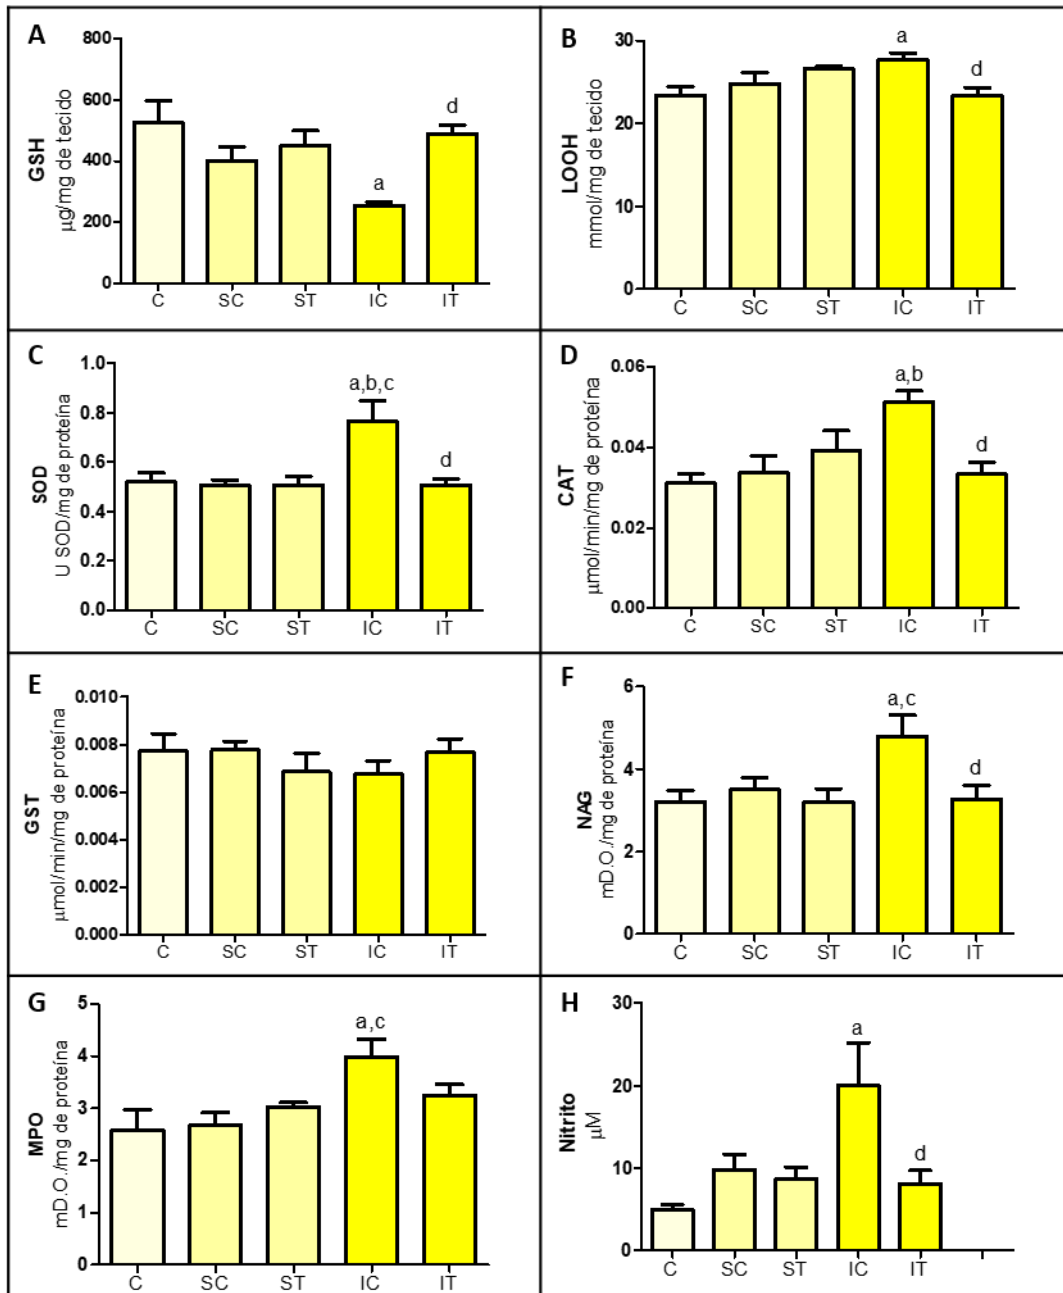 A
GSH
µg/mg de tecido
800
600
400
200
0
a
d
C SC ST IC IT
B
LOOH
mmol/mg de tecido
30
20
10
0
a
d
C SC ST IC IT
C
SOD
U SOD/mg de proteína
1.0
0.8
0.6
0.4
0.2
0.0
a,b,c
d
C SC ST IC IT
D
CAT
µmol/min/mg de proteína
0.06
0.04
0.02
0.00
a,b
d
C SC ST IC IT
E
GST
µmol/min/mg de proteína
0.010
0.008
0.006
0.004
0.002
0.000
C SC ST IC IT
F
NAG
mD.O./mg de proteína
6
4
2
0
a,c
d
C SC ST IC IT
G
MPO
mD.O./mg de proteína
5
4
3
2
1
0
a,c
C SC ST IC IT
H
Nitrito
µM
30
20
10
0
a
d
C SC ST IC IT